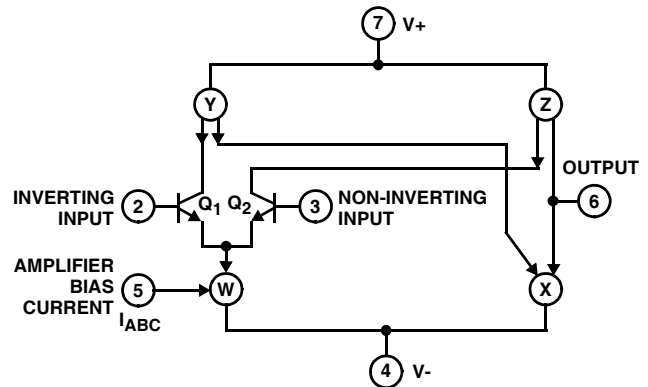 7 V+
Y
Z
OUTPUT
6
INVERTING
INPUT
2
Q1
Q2
3
NON-INVERTING
INPUT
AMPLIFIER
BIAS
CURRENT
IABC
5
W
X
4 V-